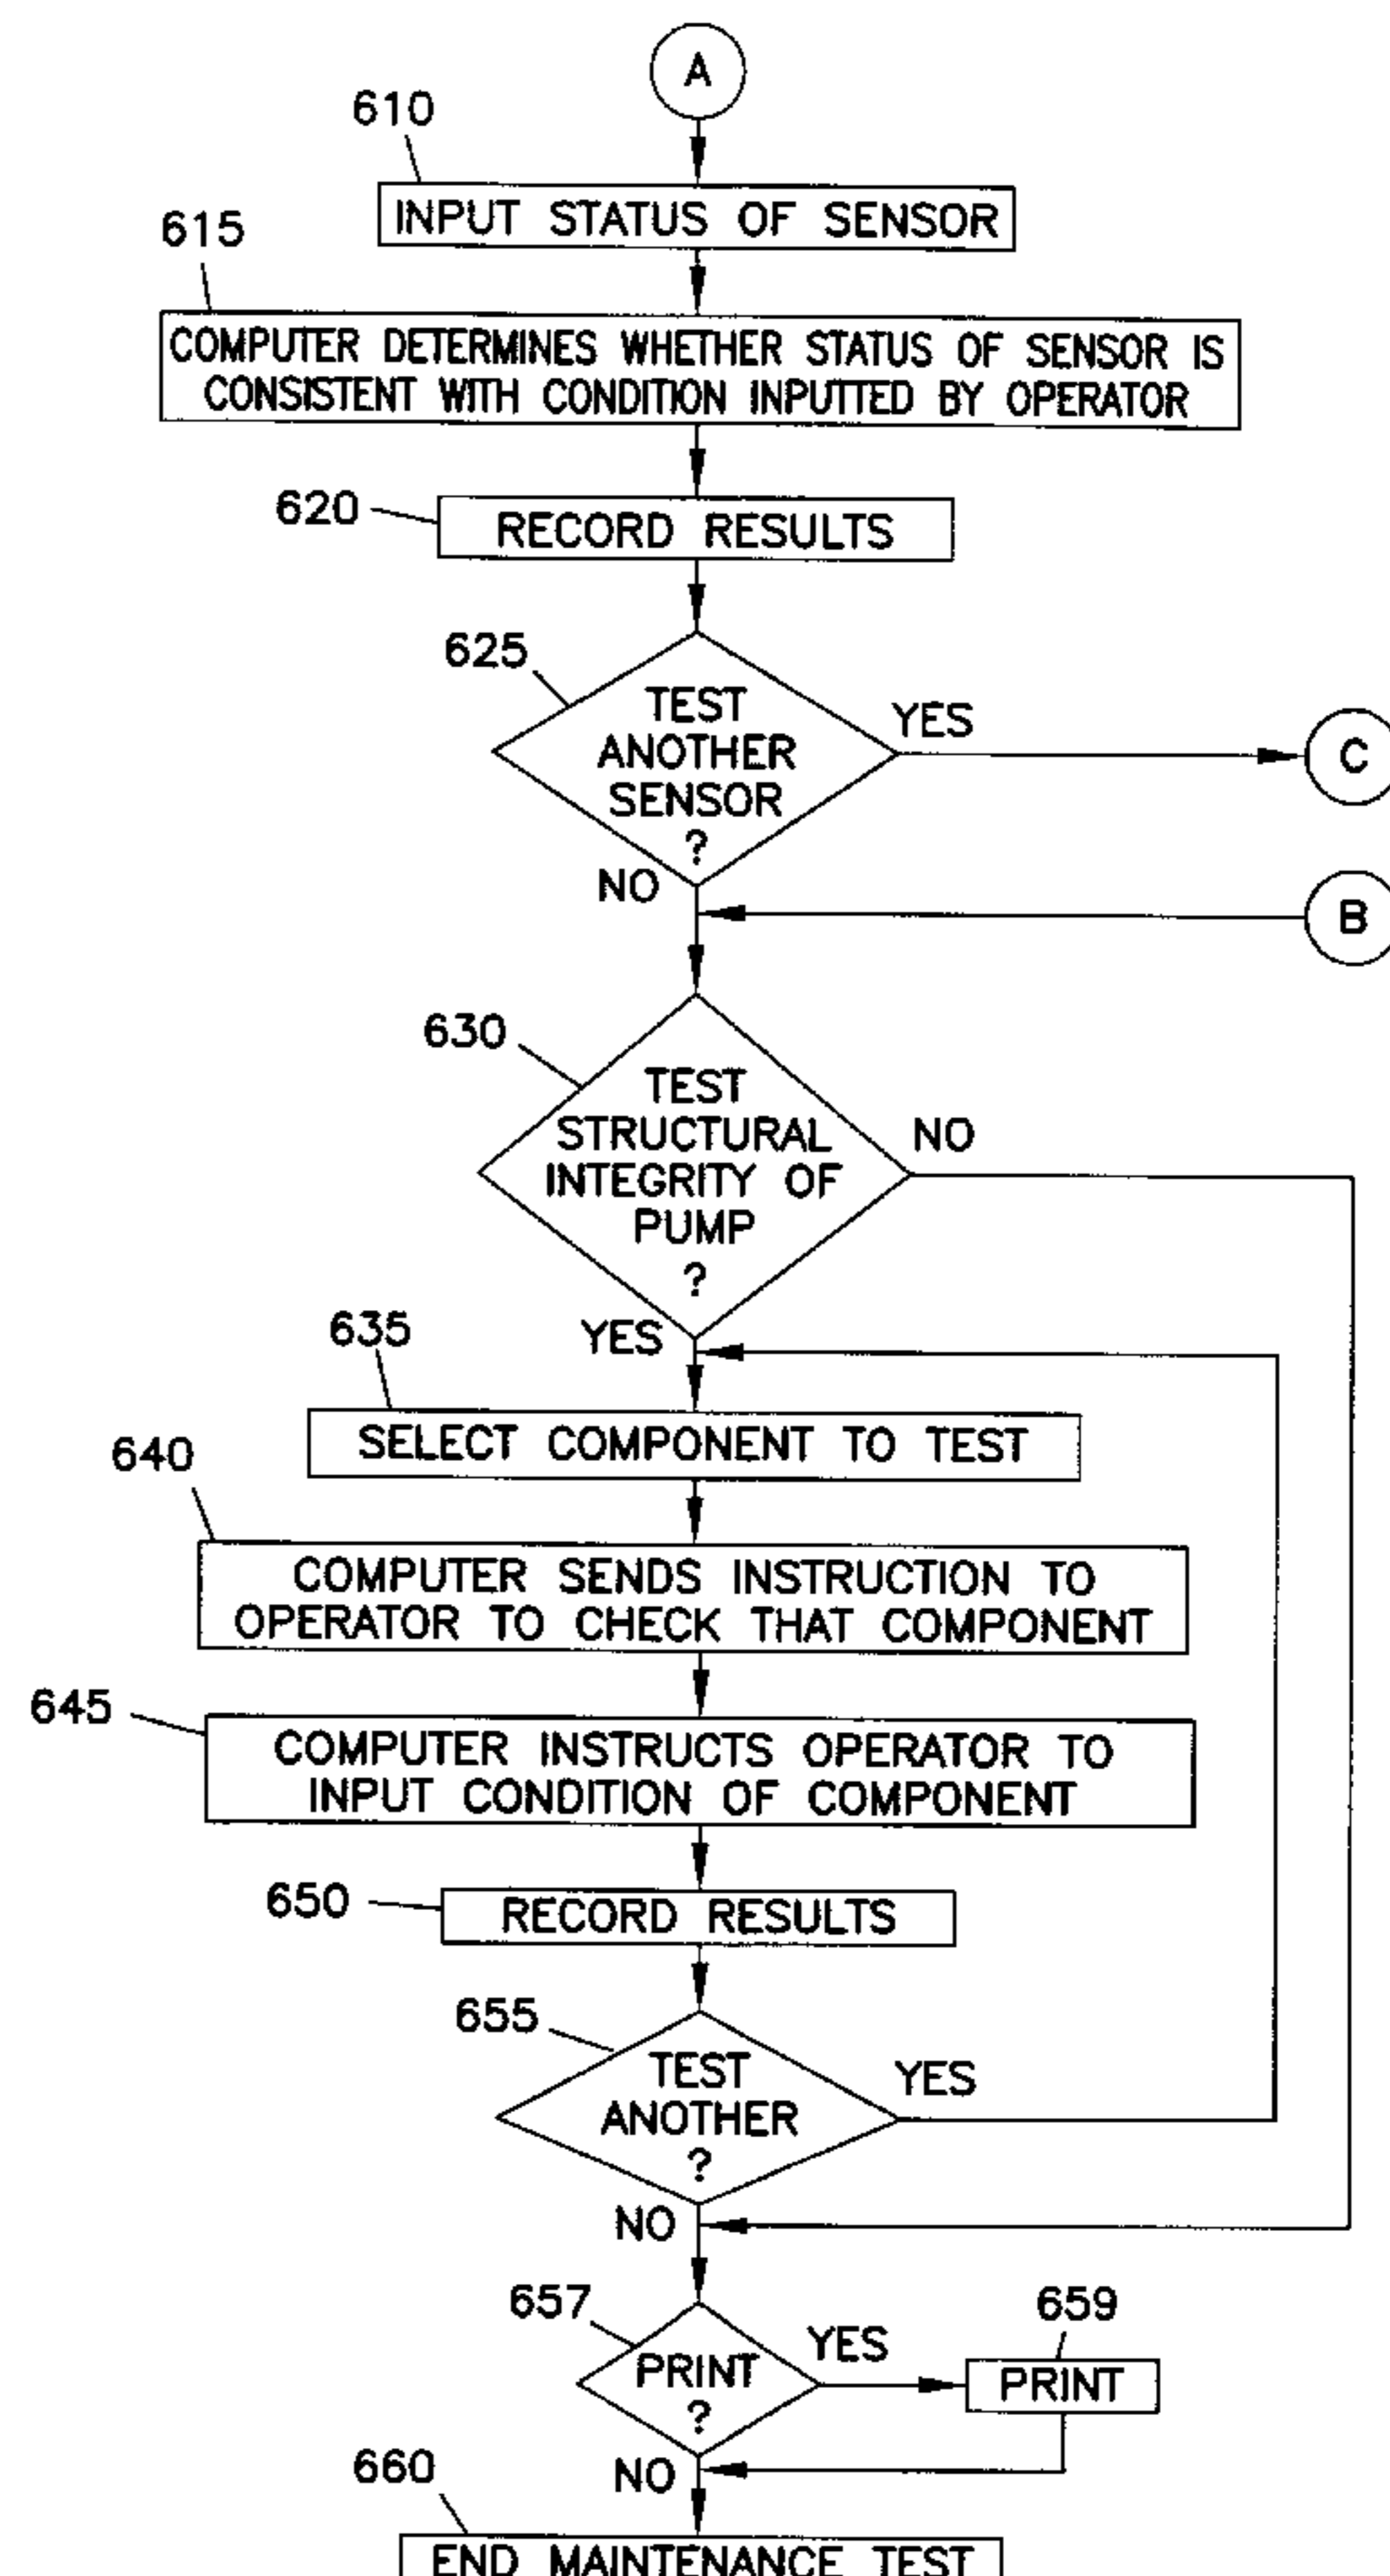 A
610
INPUT STATUS OF SENSOR
615
COMPUTER DETERMINES WHETHER STATUS OF SENSOR IS
CONSISTENT WITH CONDITION INPUTTED BY OPERATOR
620
RECORD RESULTS
625
TEST
ANOTHER
SENSOR
?
YES
C
NO
B
630
TEST
STRUCTURAL
INTEGRITY OF
PUMP
?
NO
YES
635
SELECT COMPONENT TO TEST
640
COMPUTER SENDS INSTRUCTION TO
OPERATOR TO CHECK THAT COMPONENT
645
COMPUTER INSTRUCTS OPERATOR TO
INPUT CONDITION OF COMPONENT
650
RECORD RESULTS
655
TEST
ANOTHER
?
YES
NO
657
PRINT
?
YES
659
PRINT
NO
660
END MAINTENANCE TEST